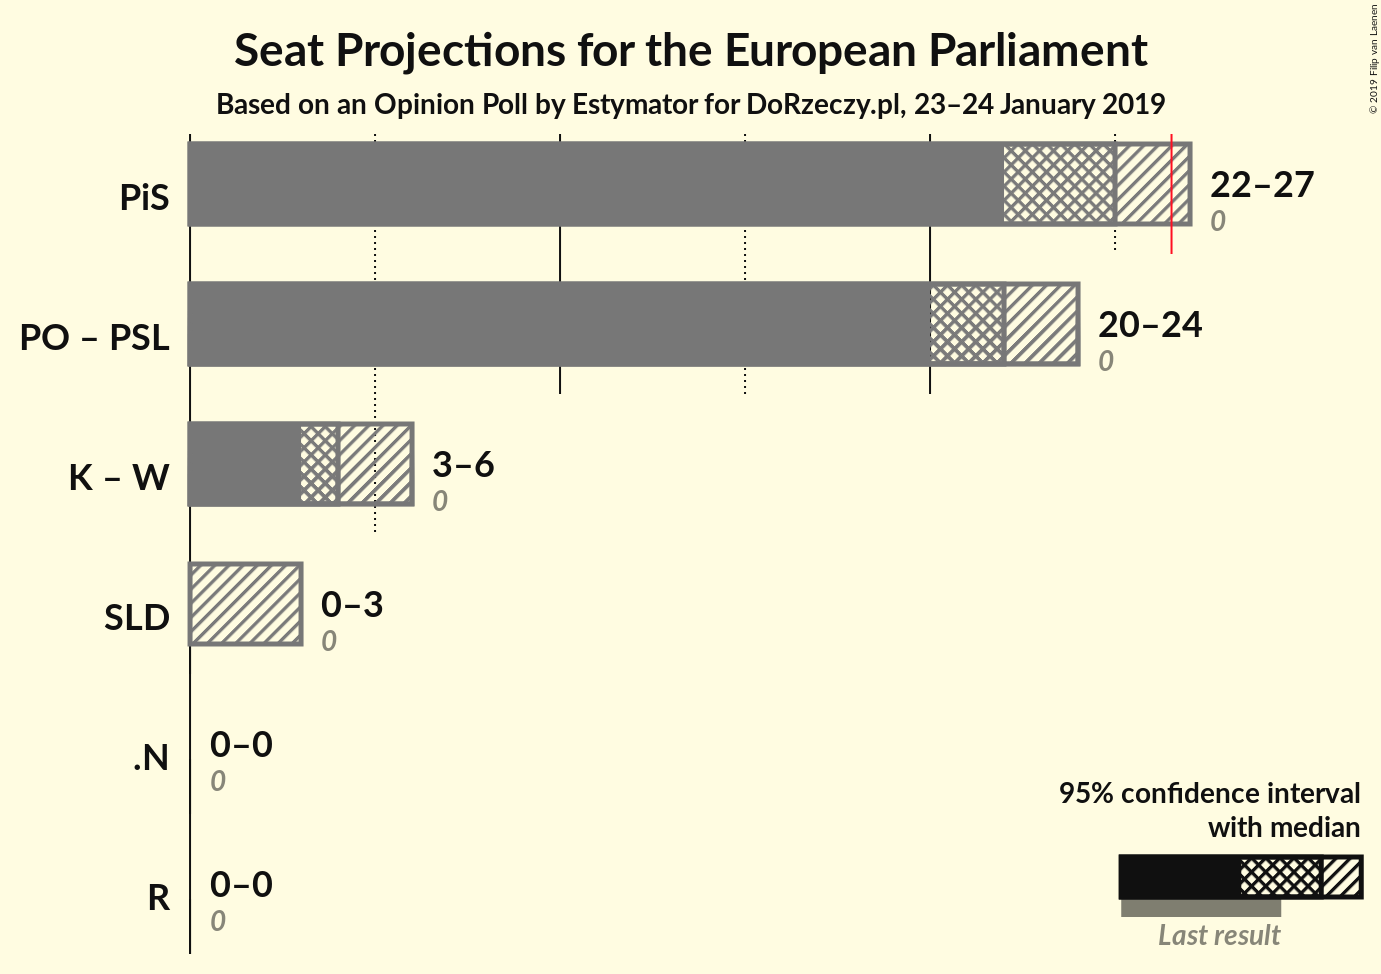 Seat Projections for the European Parliament
Based on an Opinion Poll by Estymator for DoRzeczy.pl, 23–24 January 2019
© 2019 Filip van Laenen
PiS
22–27
0
PO – PSL
20–24
0
K – W
3–6
0
SLD
0–3
0
.N
0–0
0
R
0–0
0
95% confidence interval
with median
Last result